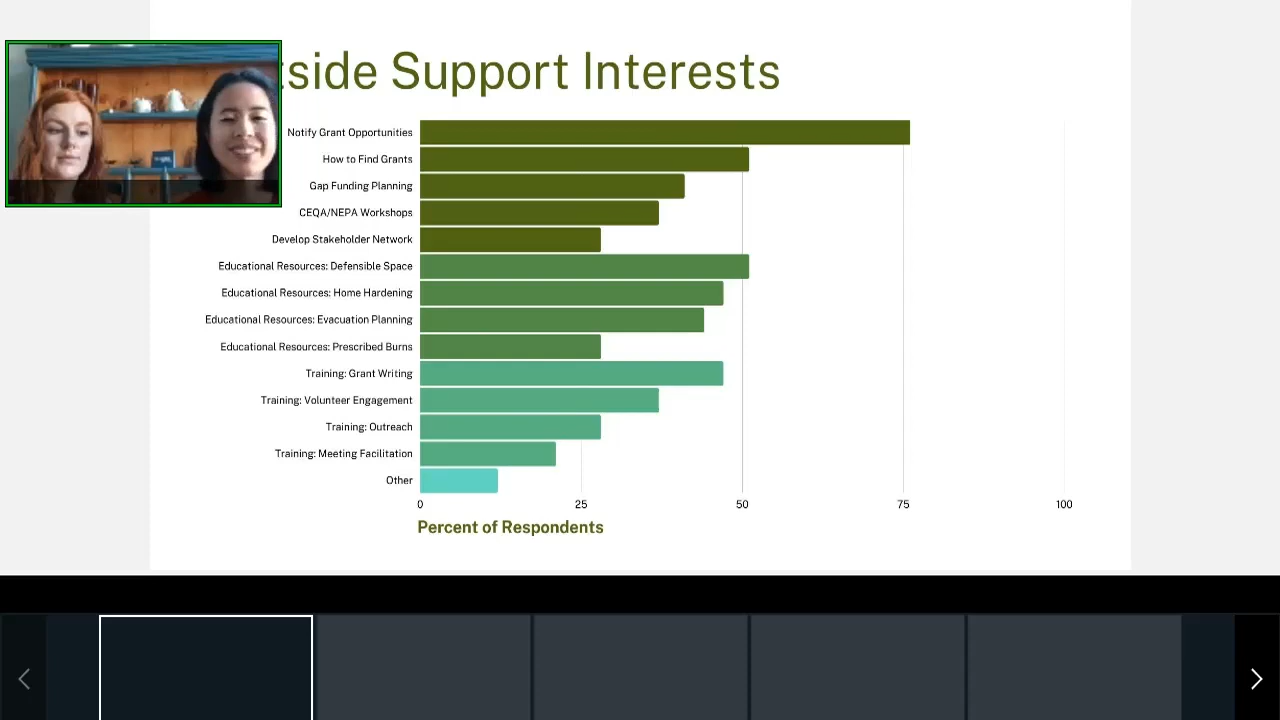 tside Support Interests
Notify Grant Opportunities
How to Find Grants
Gap Funding Planning
CEQA/NEPA Workshops
Develop Stakeholder Network
Educational Resources: Defensible Space
Educational Resources: Home Hardening
Educational Resources: Evacuation Planning
Educational Resources: Prescribed Burns
Training: Grant Writing
Training: Volunteer Engagement
Training: Outreach
Training: Meeting Facilitation
Other
0 25 50 75 100
Percent of Respondents